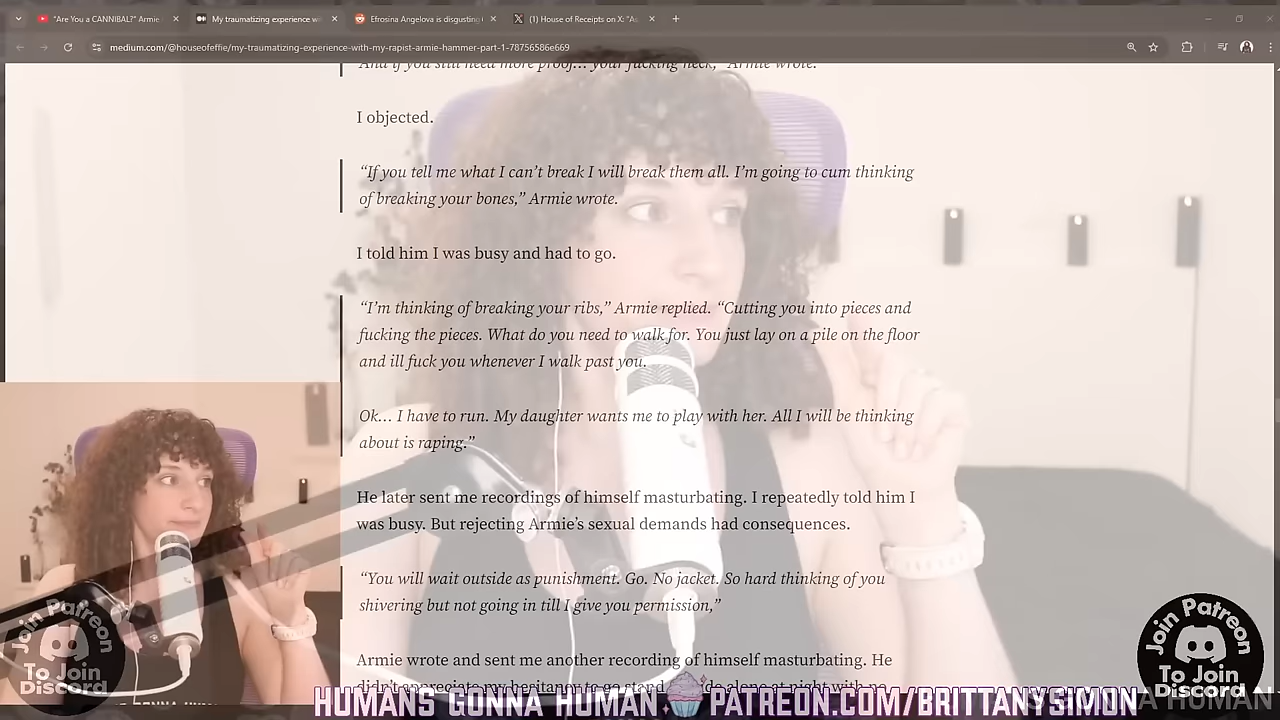 "Are You a CANNIBAL?" Armie
My traumatizing experience wi
Efrosina Angelova is disgusting
(1) House of Receipts on X: "As
medium.com/@houseofeffie/my-traumatizing-experience-with-my-rapist-armie-hammer-part-1-78756586e669
And if you still need more proof… your fucking neck," Armie wrote.
I objected.
“If you tell me what I can’t break I will break them all. I’m going to cum thinking
of breaking your bones,” Armie wrote.
I told him I was busy and had to go.
“I’m thinking of breaking your ribs,” Armie replied. “Cutting you into pieces and
fucking the pieces. What do you need to walk for. You just lay on a pile on the floor
and ill fuck you whenever I walk past you.
Ok… I have to run. My daughter wants me to play with her. All I will be thinking
about is raping.”
He later sent me recordings of himself masturbating. I repeatedly told him I
was busy. But rejecting Armie’s sexual demands had consequences.
“You will wait outside as punishment. Go. No jacket. So hard thinking of you
shivering but not going in till I give you permission,”
Armie wrote and sent me another recording of himself masturbating. He
Join Patreon
To Join
Discord
Join Patreon
To Join
Discord
HUMANS GONNA HUMAN PATREON.COM/BRITTANYSIMON